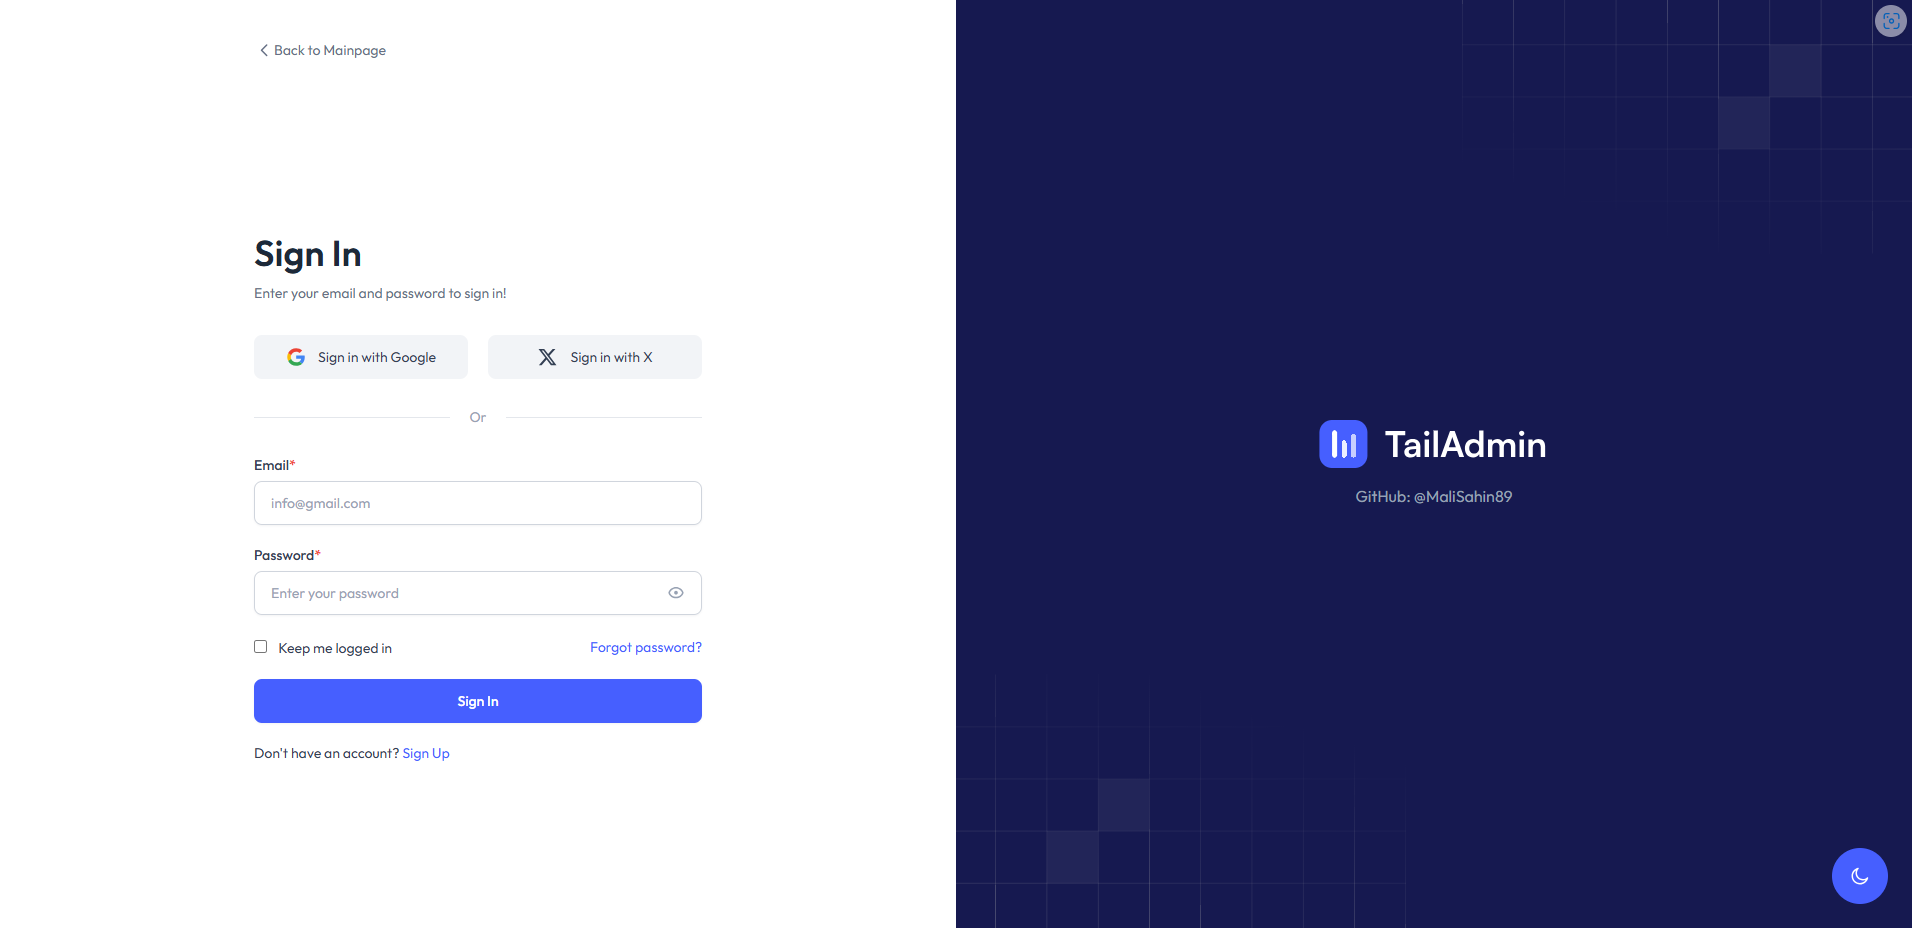 Back to Mainpage
Sign In
Enter your email and password to sign in!
Sign in with Google
Sign in with X
Or
Email*
info@gmail.com
Password*
Enter your password
Keep me logged in
Forgot password?
Sign In
Don't have an account? Sign Up
TailAdmin
GitHub: @MaliSahin89